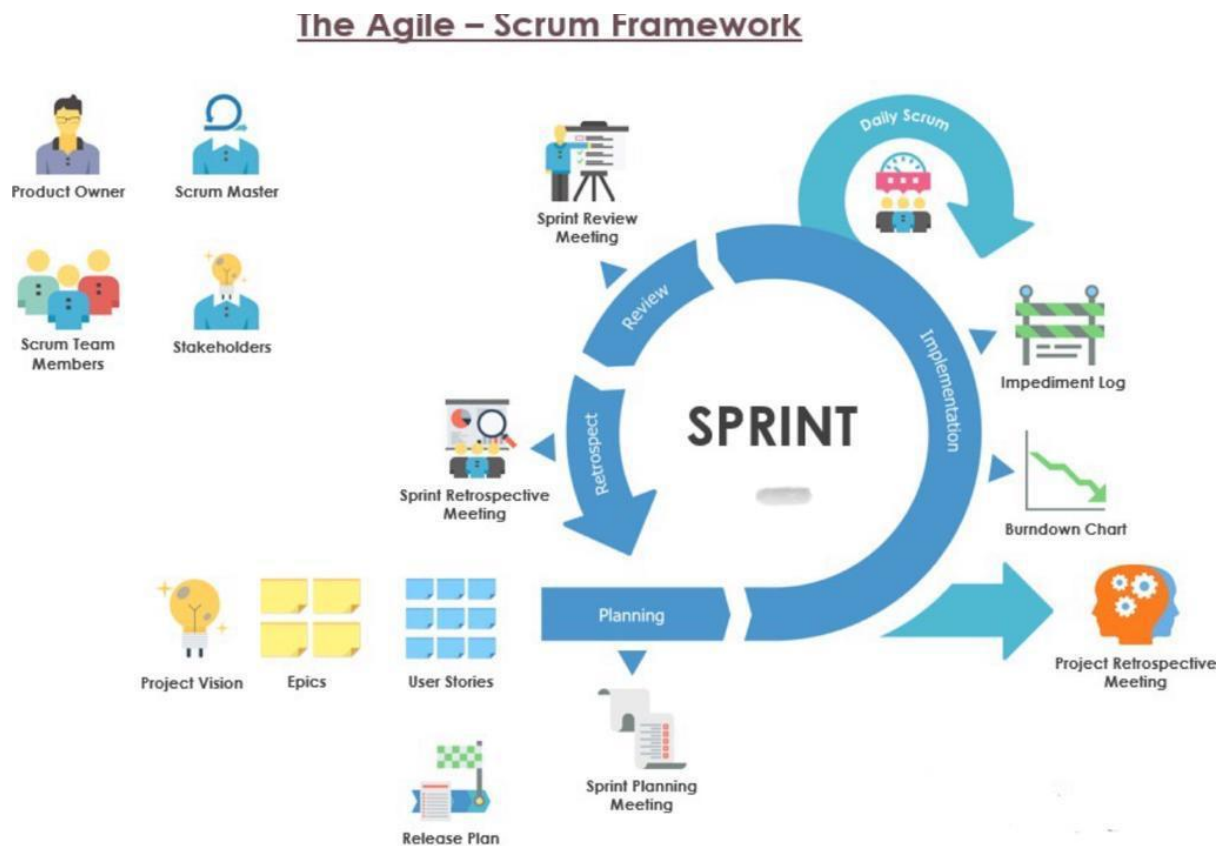 The Agile – Scrum Framework
Product Owner
Scrum Master
Scrum Team
Members
Stakeholders
Sprint Review
Meeting
Daily Scrum
Review
Implementation
Impediment Log
SPRINT
Retrospect
Sprint Retrospective
Meeting
Burndown Chart
Project Vision
Epics
User Stories
Planning
Project Retrospective
Meeting
Sprint Planning
Meeting
Release Plan